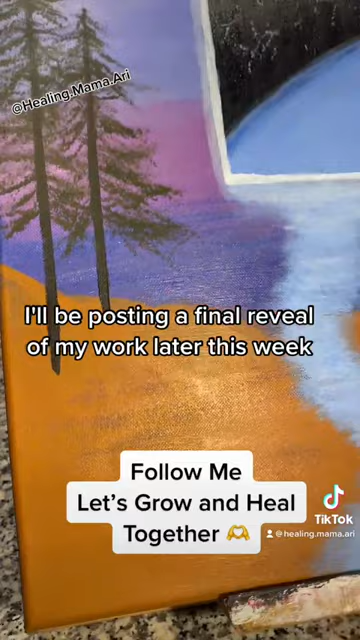 @Healing.Mama.Ari
I'll be posting a final reveal
of my work later this week
Follow Me
Let's Grow and Heal
Together 🫶
TikTok
@healing.mama.ari